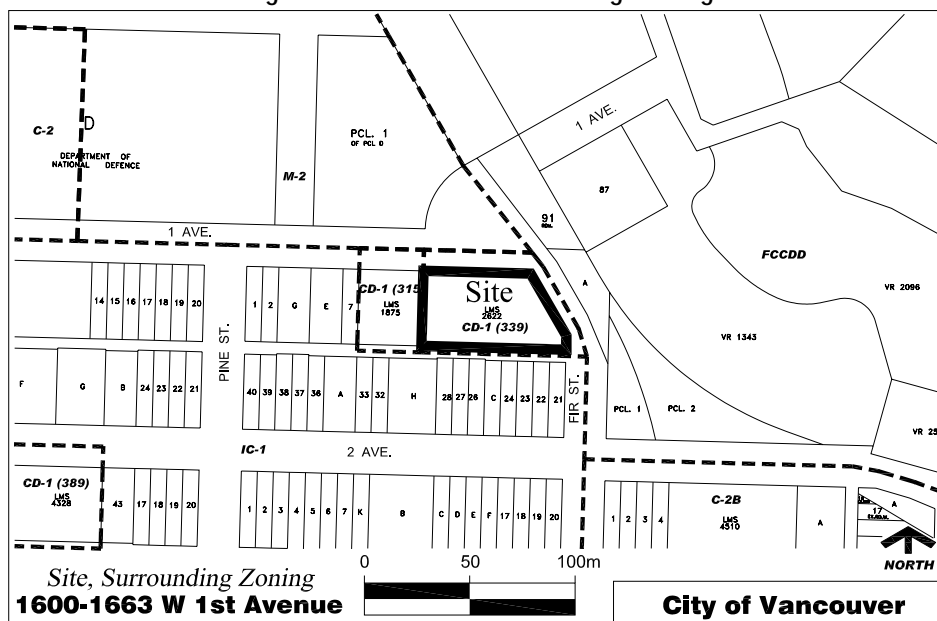 C-2
D
DEPARTMENT OF
NATIONAL DEFENCE
M-2
PCL. 1
OF PCL D
1 AVE.
87
91
FCCDD
VR 2096
A
VR 1343
1 AVE.
14 15 16 17 18 19 20
PINE ST.
1 2 G E 7
CD-1 (315
LMS
1875
Site
LMS
2622
CD-1 (339)
F G B 24 23 22 21
40 39 38 37 36 A 33 32 H 28 27 26 C 24 23 22 21
FIR ST.
PCL. 1 PCL. 2
VR 25
IC-1
2 AVE.
CD-1 (389)
LMS
4328
43 17 18 19 20
1 2 3 4 5 6 7 K B C D E F 17 18 19 20
1 2 3 4
C-2B
LMS
4510
A
A
17
NORTH
Site, Surrounding Zoning
1600-1663 W 1st Avenue
0 50 100m
City of Vancouver